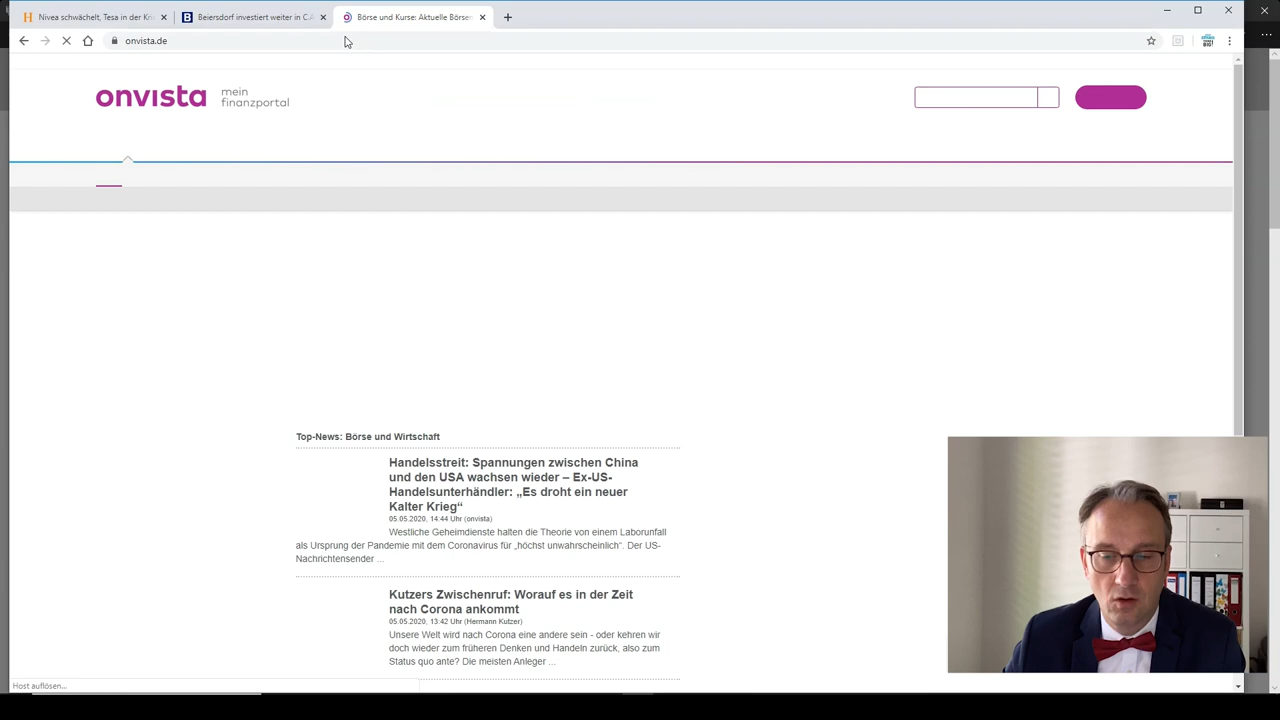 Nivea schwächelt, Tesa in der Kris
Beiersdorf investiert weiter in C.A
Börse und Kurse: Aktuelle Börsen
onvista.de
onvista
mein
finanzportal
Top-News: Börse und Wirtschaft
Handelsstreit: Spannungen zwischen China
und den USA wachsen wieder – Ex-US-
Handelsunterhändler: „Es droht ein neuer
Kalter Krieg“
05.05.2020, 14:44 Uhr (onvista)
Westliche Geheimdienste halten die Theorie von einem Laborunfall
als Ursprung der Pandemie mit dem Coronavirus für „höchst unwahrscheinlich“. Der US-
Nachrichtensender ...
Kutzers Zwischenruf: Worauf es in der Zeit
nach Corona ankommt
05.05.2020, 13:42 Uhr (Hermann Kutzer)
Unsere Welt wird nach Corona eine andere sein - oder kehren wir
doch wieder zum früheren Denken und Handeln zurück, also zum
Status quo ante? Die meisten Anleger ...
Host auflösen...